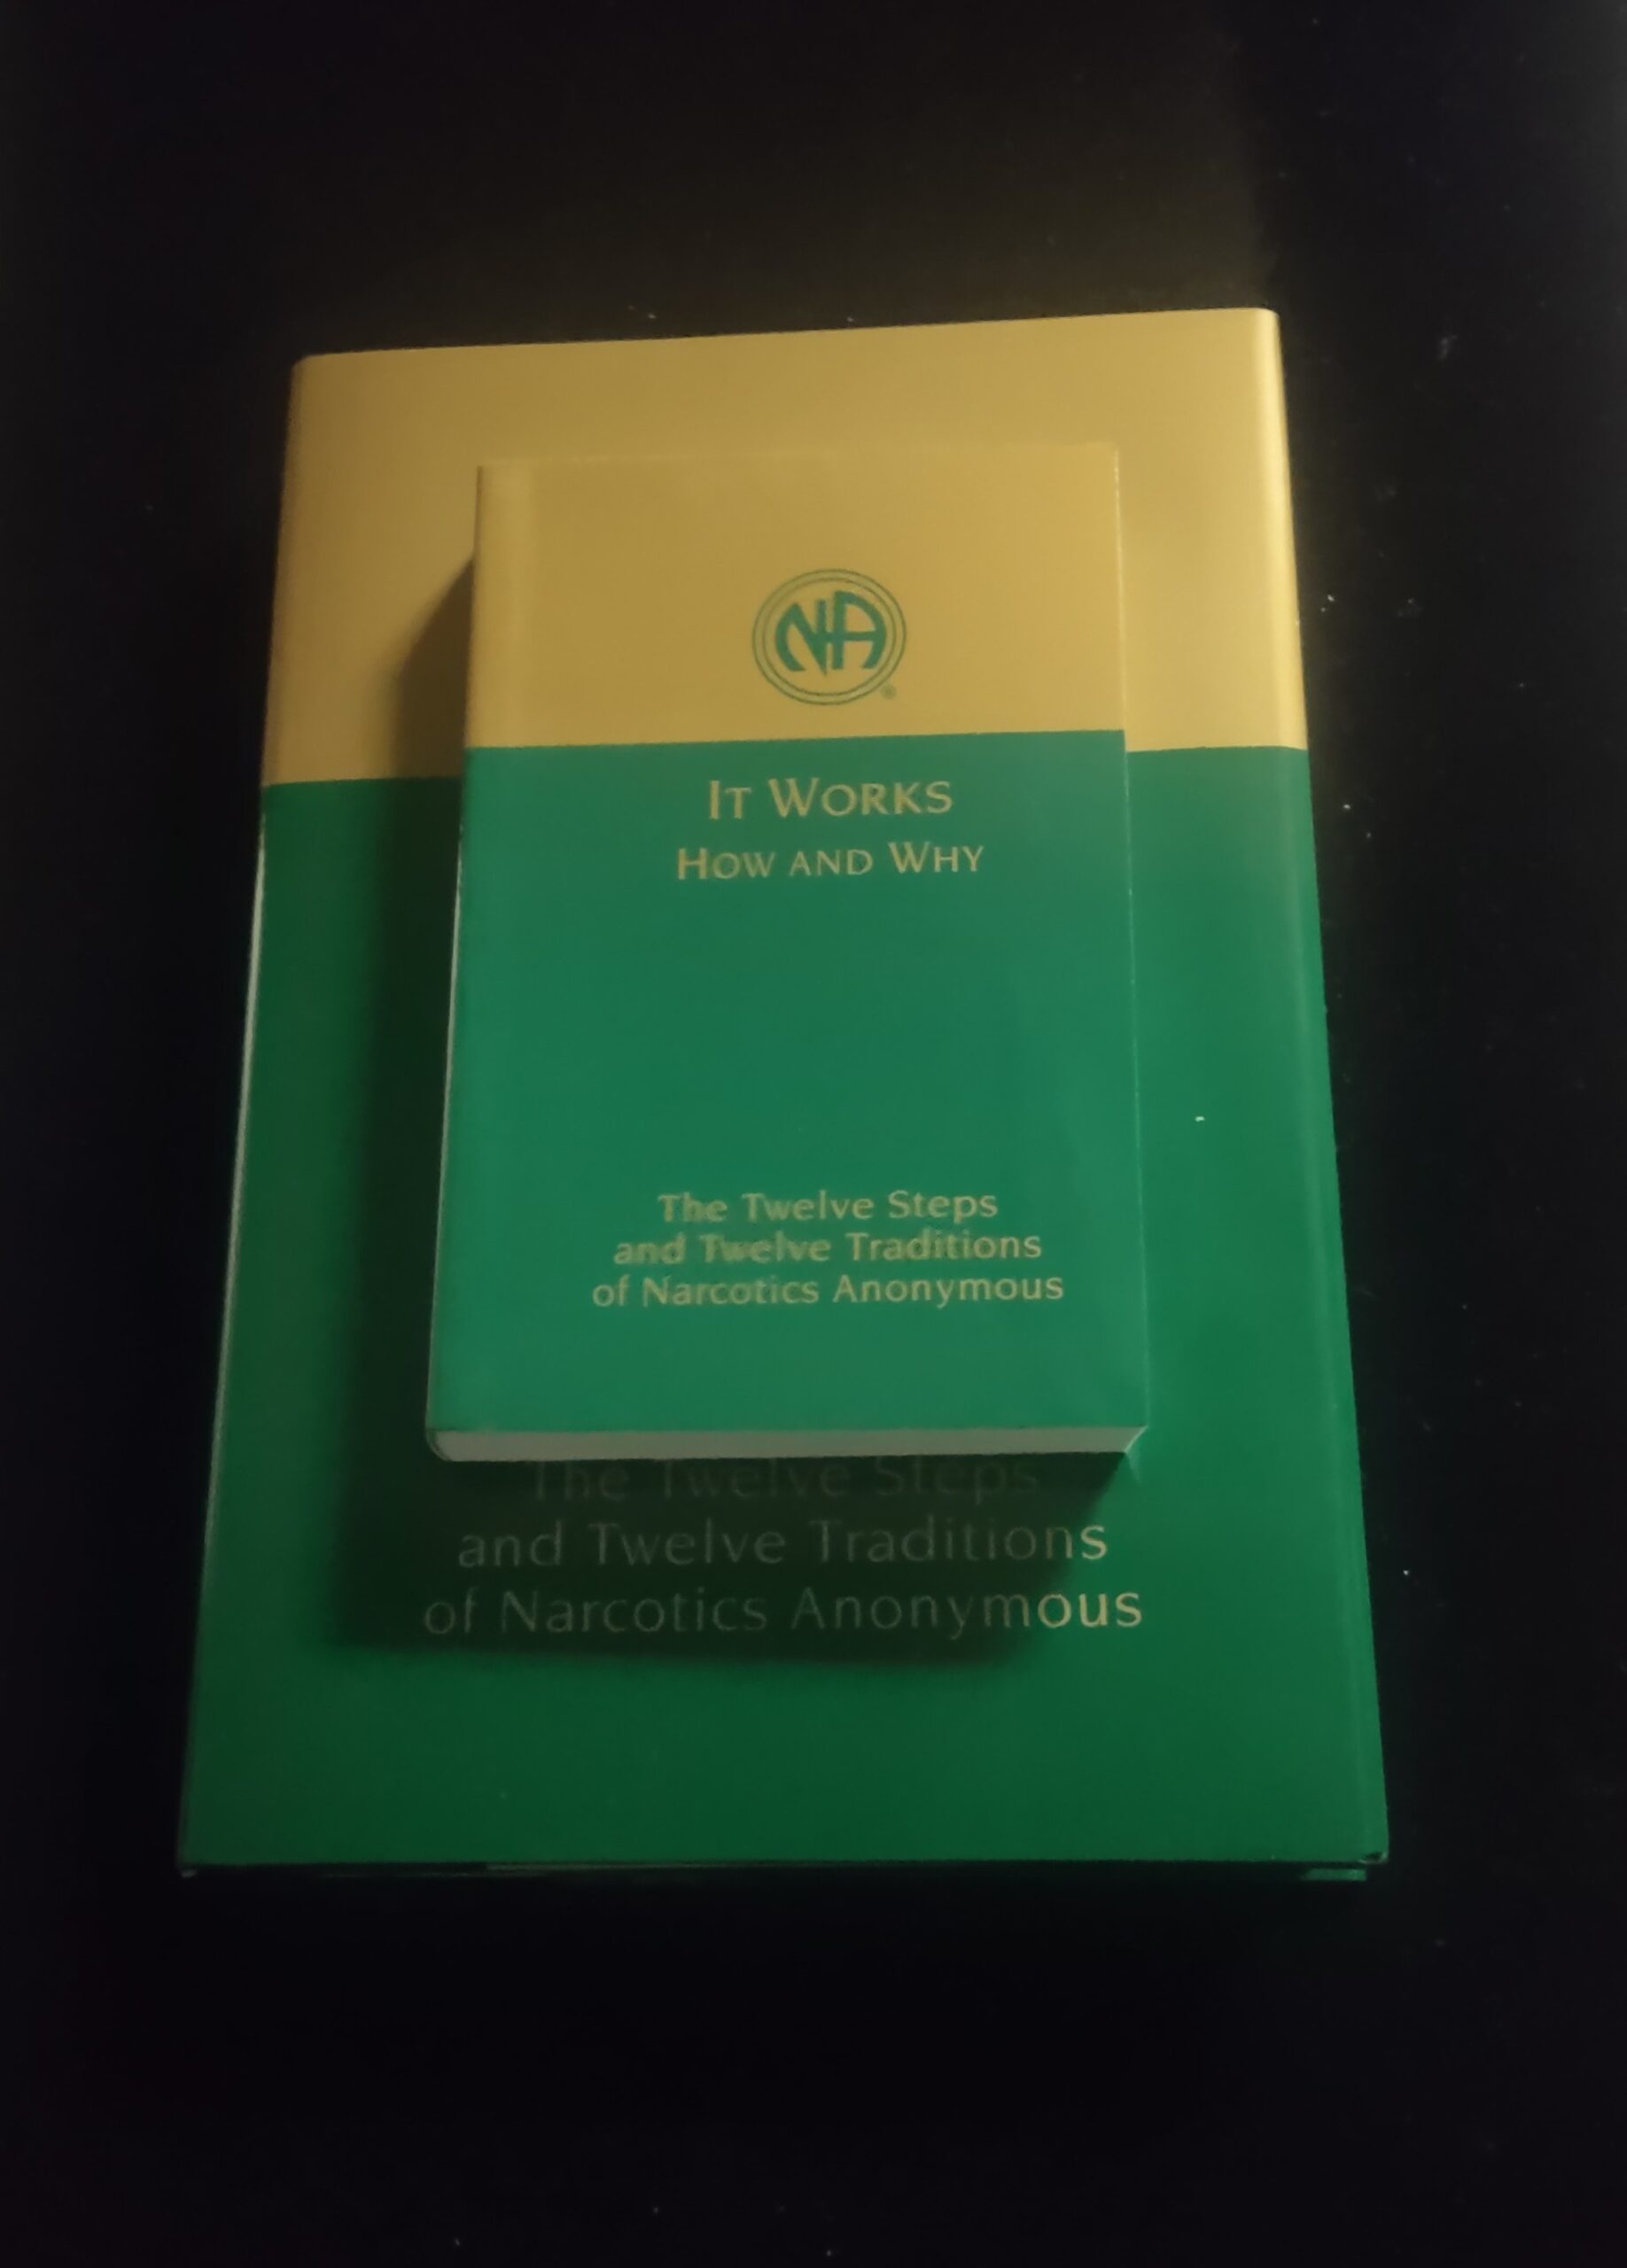 NA
®
IT WORKS
HOW AND WHY
The Twelve Steps
and Twelve Traditions
of Narcotics Anonymous
The Twelve Steps
and Twelve Traditions
of Narcotics Anonymous